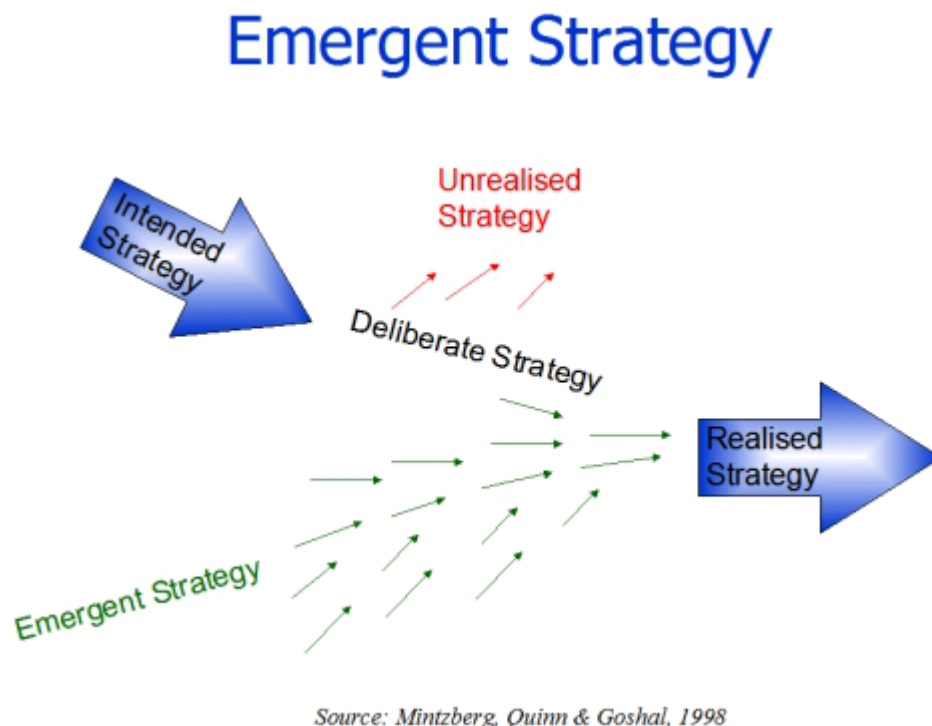 Emergent Strategy
Unrealised
Strategy
Intended
Strategy
Deliberate Strategy
Realised
Strategy
Emergent Strategy
Source: Mintzberg, Quinn & Goshal, 1998